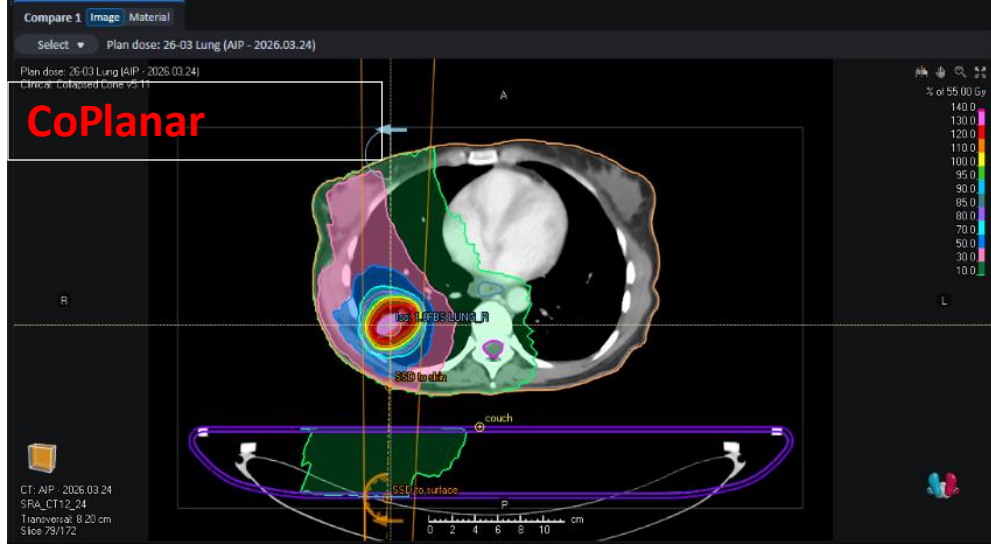 Compare 1 Image Material
Select Plan dose: 26-03 Lung (AIP - 2026.03.24)
Plan dose: 26-03 Lung (AIP - 2026.03.24)
Clinical: Collapsed Cone v5.11
CoPlanar
A
% of 55.00 Gy
140.0
130.0
120.0
110.0
100.0
95.0
90.0
85.0
80.0
70.0
50.0
30.0
10.0
R
L
LUNG_R
SSD to skin
couch
SSD to surface
P
0 2 4 6 8 10 cm
CT: AIP - 2026.03.24
SRA_CT12_24
Transversal: 8.20 cm
Slice 79/172